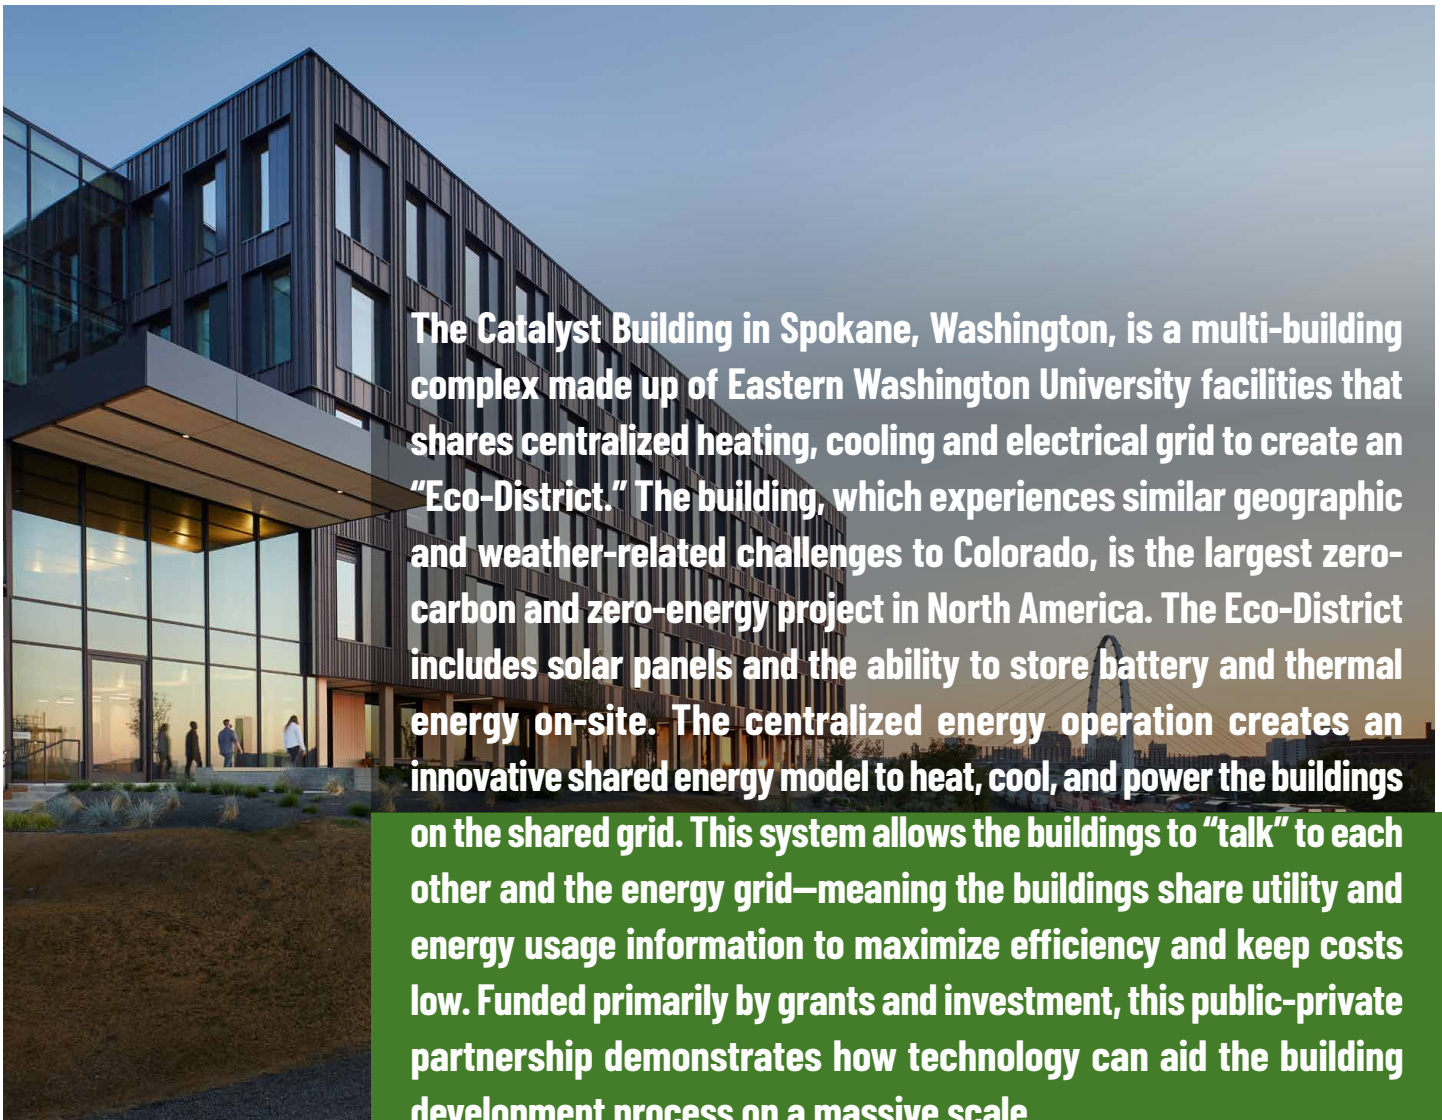 The Catalyst Building in Spokane, Washington, is a multi-building
complex made up of Eastern Washington University facilities that
shares centralized heating, cooling and electrical grid to create an
“Eco-District.” The building, which experiences similar geographic
and weather-related challenges to Colorado, is the largest zero-
carbon and zero-energy project in North America. The Eco-District
includes solar panels and the ability to store battery and thermal
energy on-site. The centralized energy operation creates an
innovative shared energy model to heat, cool, and power the buildings
on the shared grid. This system allows the buildings to “talk” to each
other and the energy grid—meaning the buildings share utility and
energy usage information to maximize efficiency and keep costs
low. Funded primarily by grants and investment, this public-private
partnership demonstrates how technology can aid the building
development process on a massive scale